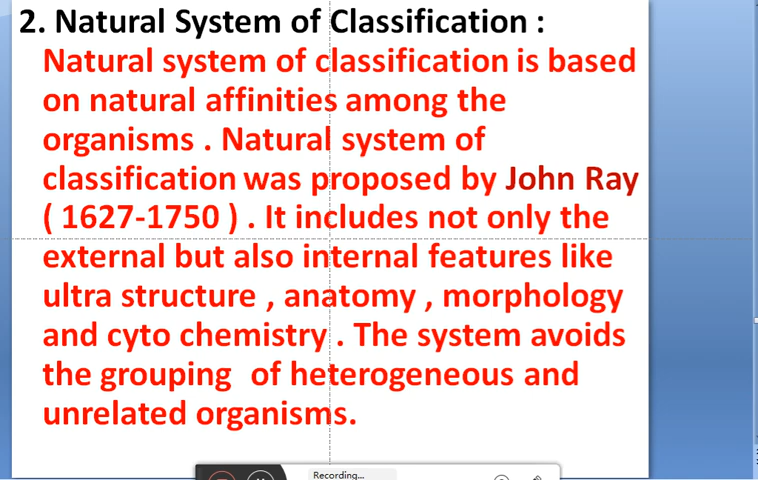 2. Natural System of Classification :
Natural system of classification is based
on natural affinities among the
organisms . Natural system of
classification was proposed by John Ray
( 1627-1750 ) . It includes not only the
external but also internal features like
ultra structure , anatomy , morphology
and cyto chemistry . The system avoids
the grouping of heterogeneous and
unrelated organisms.
Recording...